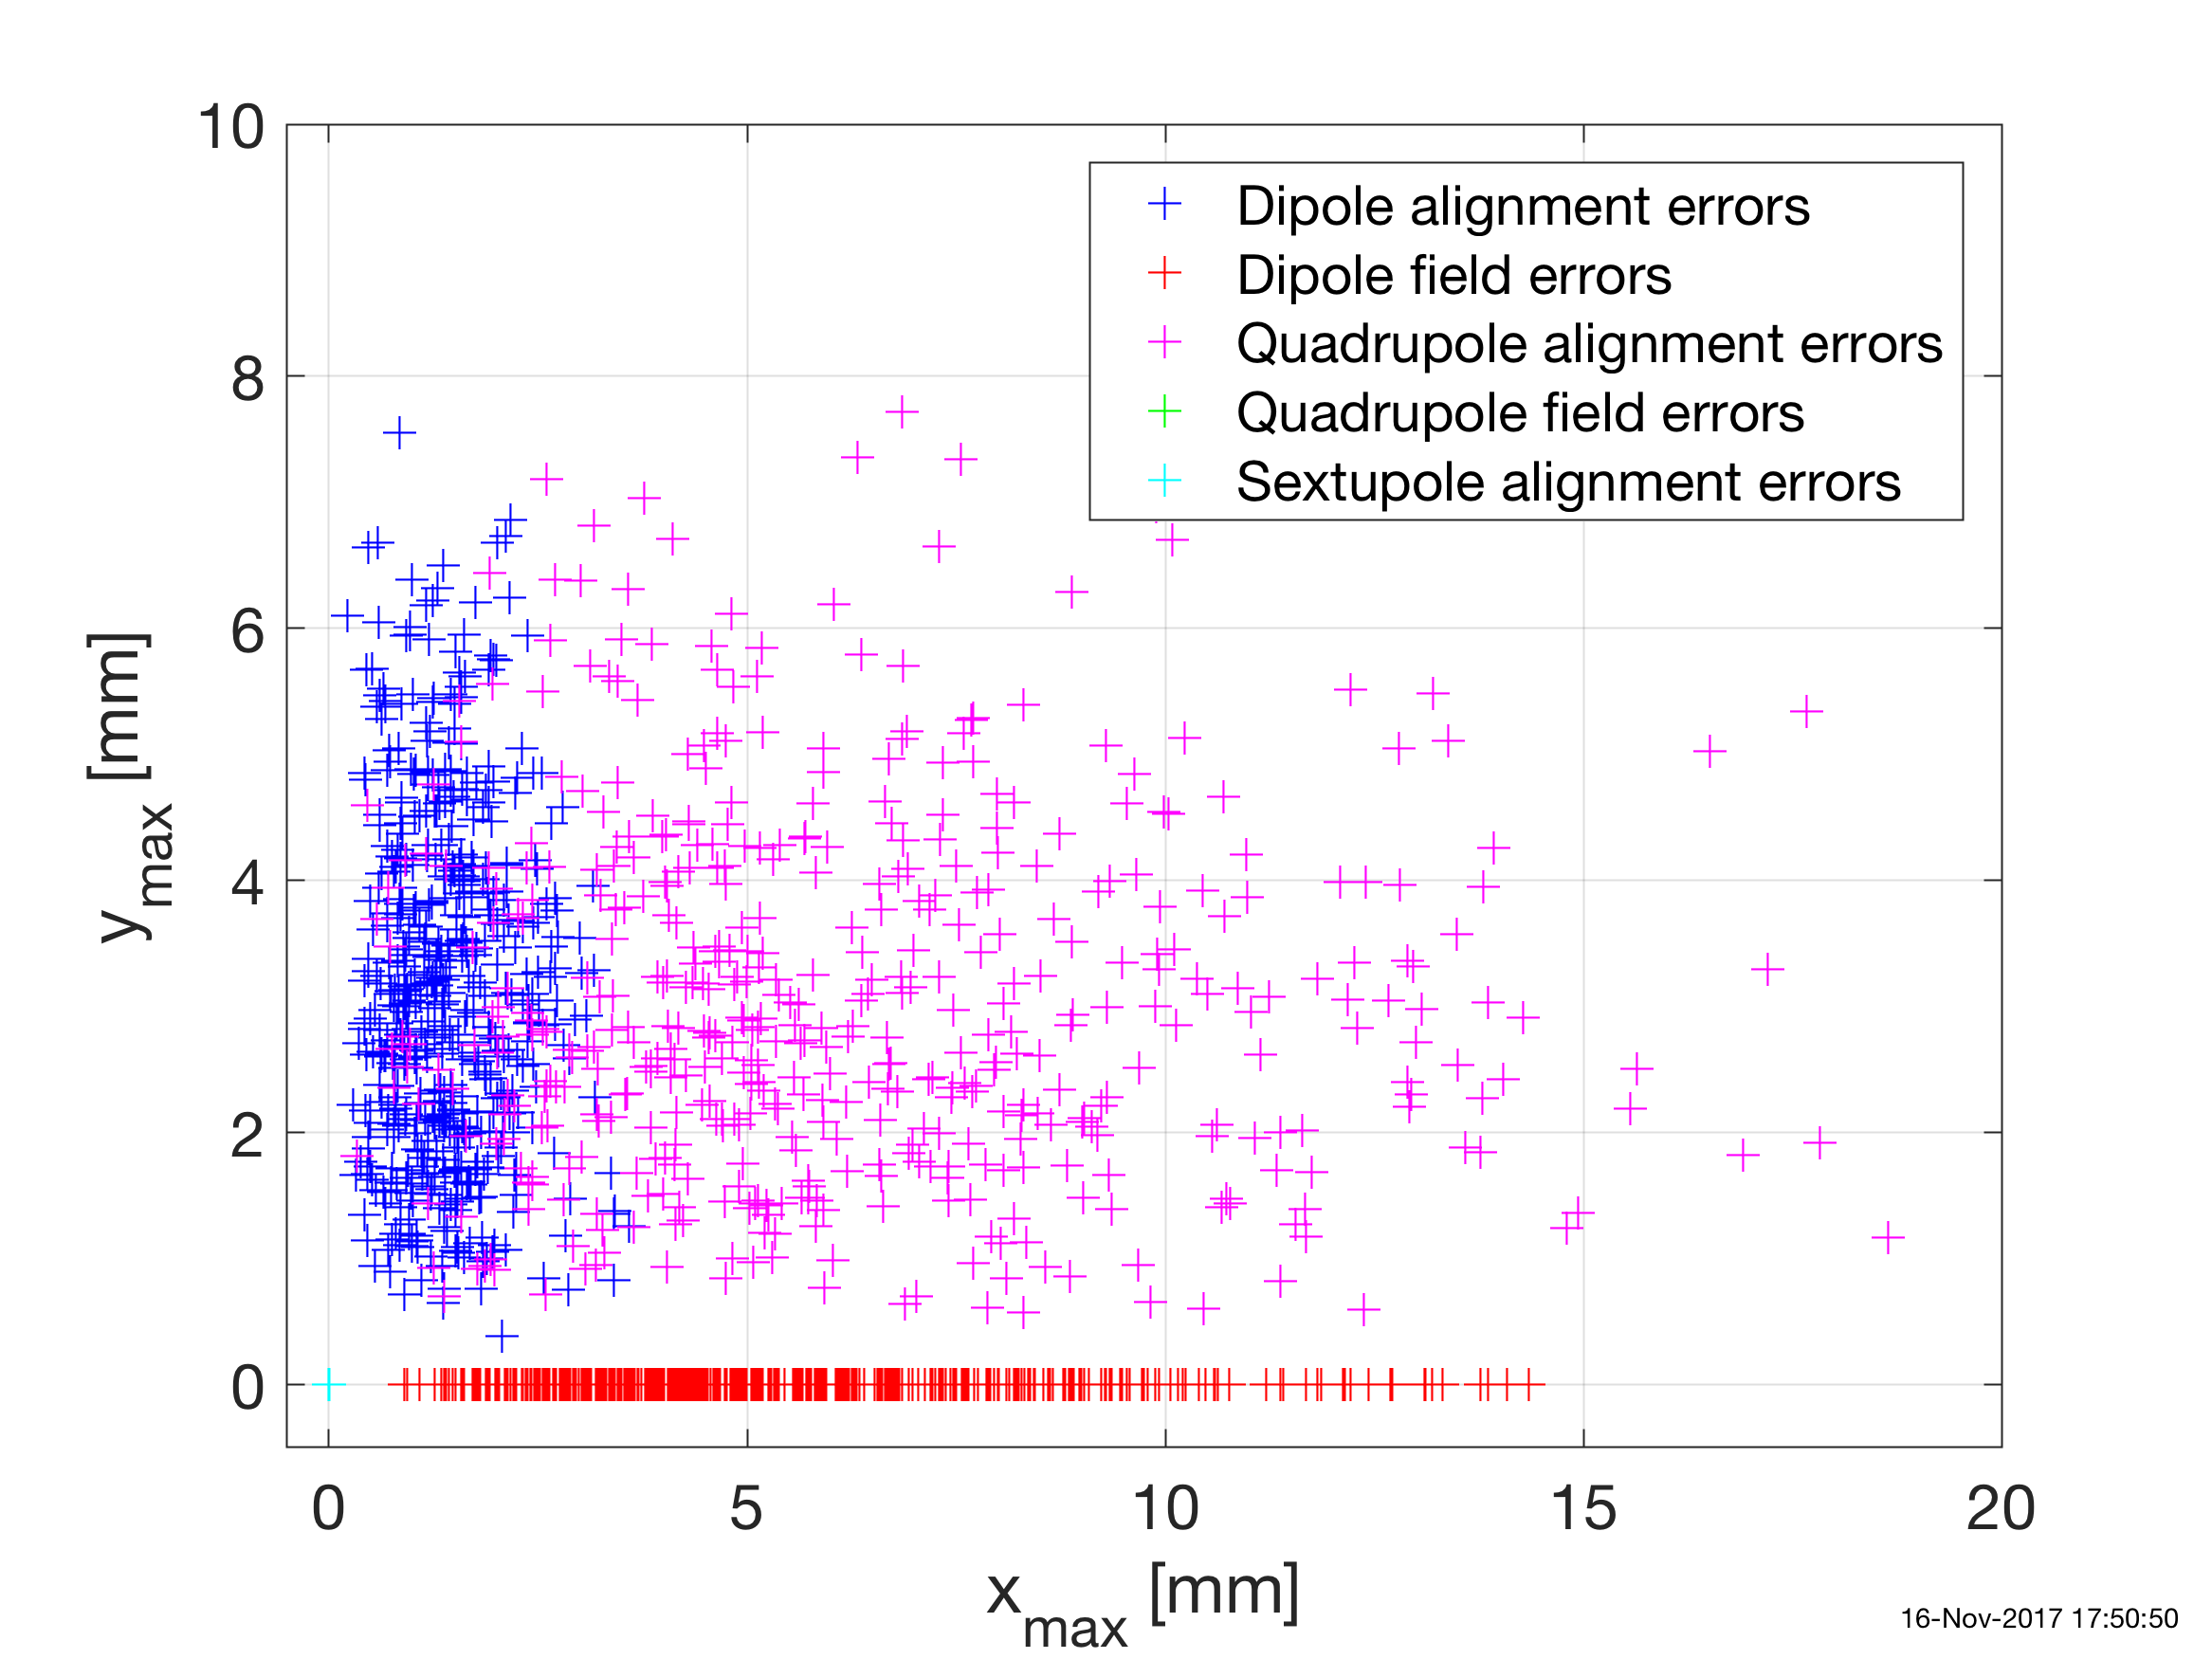 10
8
6
4
2
0
y_max [mm]
Dipole alignment errors
Dipole field errors
Quadrupole alignment errors
Quadrupole field errors
Sextupole alignment errors
0 5 10 15 20
x_max [mm]
16-Nov-2017 17:50:50